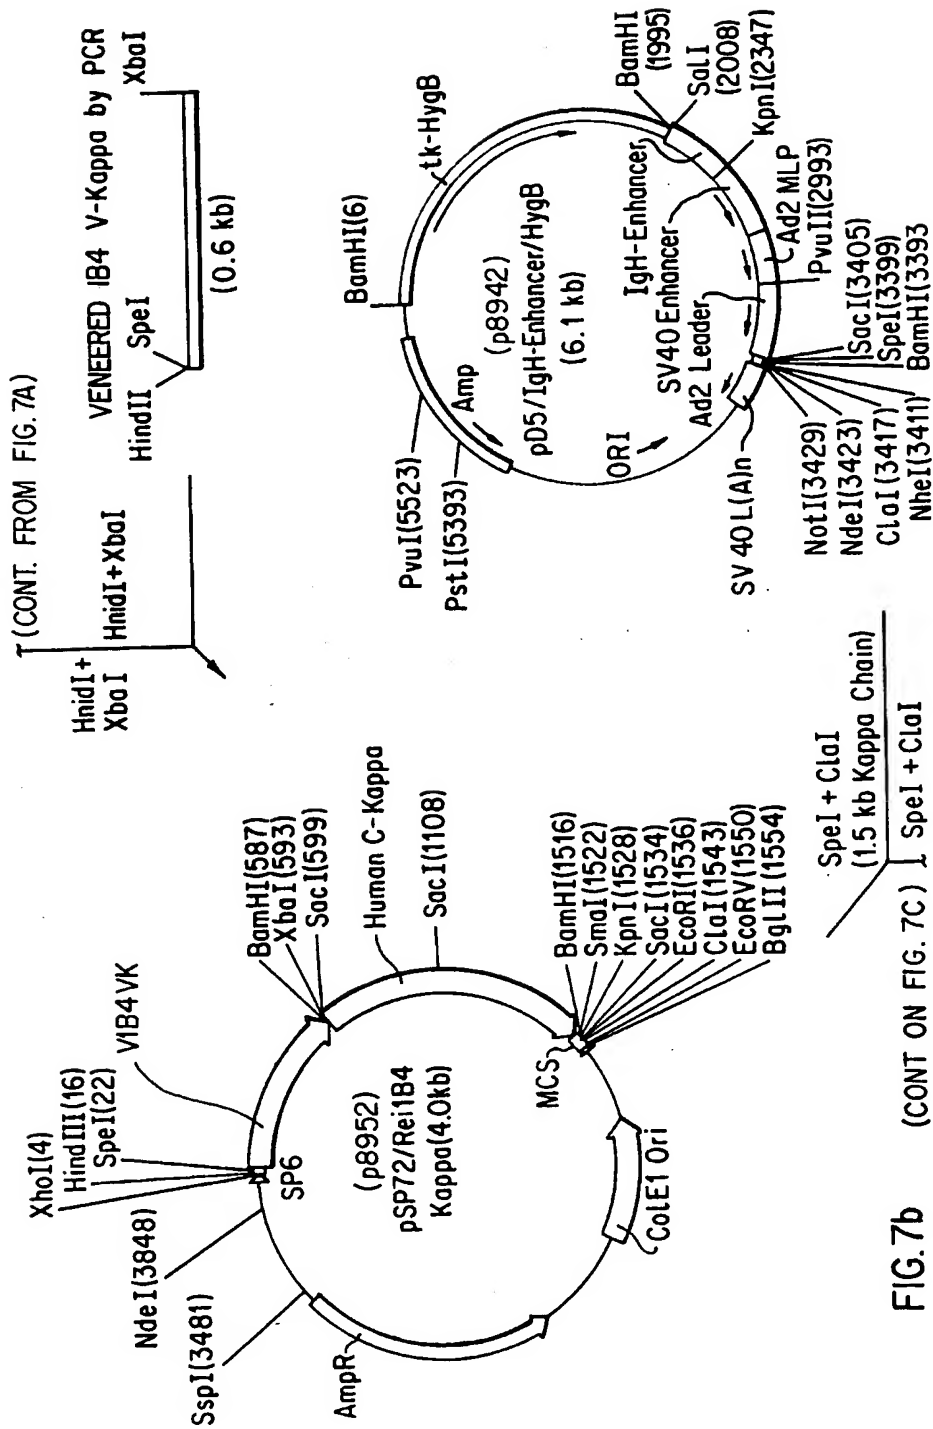 (CONT. FROM FIG. 7A)
HnidI+
XbaI
HnidI+XbaI
VENEERED IB4 V-Kappa by PCR
HindII
SpeI
XbaI
(0.6 kb)
XhoI(4)
HindIII(16)
SpeI(22)
V1B4VK
NdeI(3848)
SspI(3481)
SP6
BamHI(587)
XbaI(593)
SacI(599)
Human C-Kappa
SacI(1108)
(p8952)
pSP72/Rei1B4
Kappa(4.0kb)
AmpR
MCS
ColE1 Ori
BamHI(1516)
SmaI(1522)
KpnI(1528)
SacI(1534)
EcoRI(1536)
ClaI(1543)
EcoRV(1550)
BglII(1554)
BamHI(6)
tk-HygB
PvuI(5523)
PstI(5393)
Amp
(p8942)
pD5/IgH-Enhancer/HygB
(6.1 kb)
ORI
IgH-Enhancer
SV40 Enhancer
Ad2 Leader
BamHI
(1995)
SalI
(2008)
KpnI(2347)
Ad2 MLP
PvuII(2993)
SV40L(A)n
NotI(3429)
NdeI(3423)
ClaI(3417)
NheI(3411)
SacI(3405)
SpeI(3399)
BamHI(3393
SpeI + ClaI
(1.5 kb Kappa Chain)
SpeI + ClaI
(CONT ON FIG. 7C)
FIG.7b